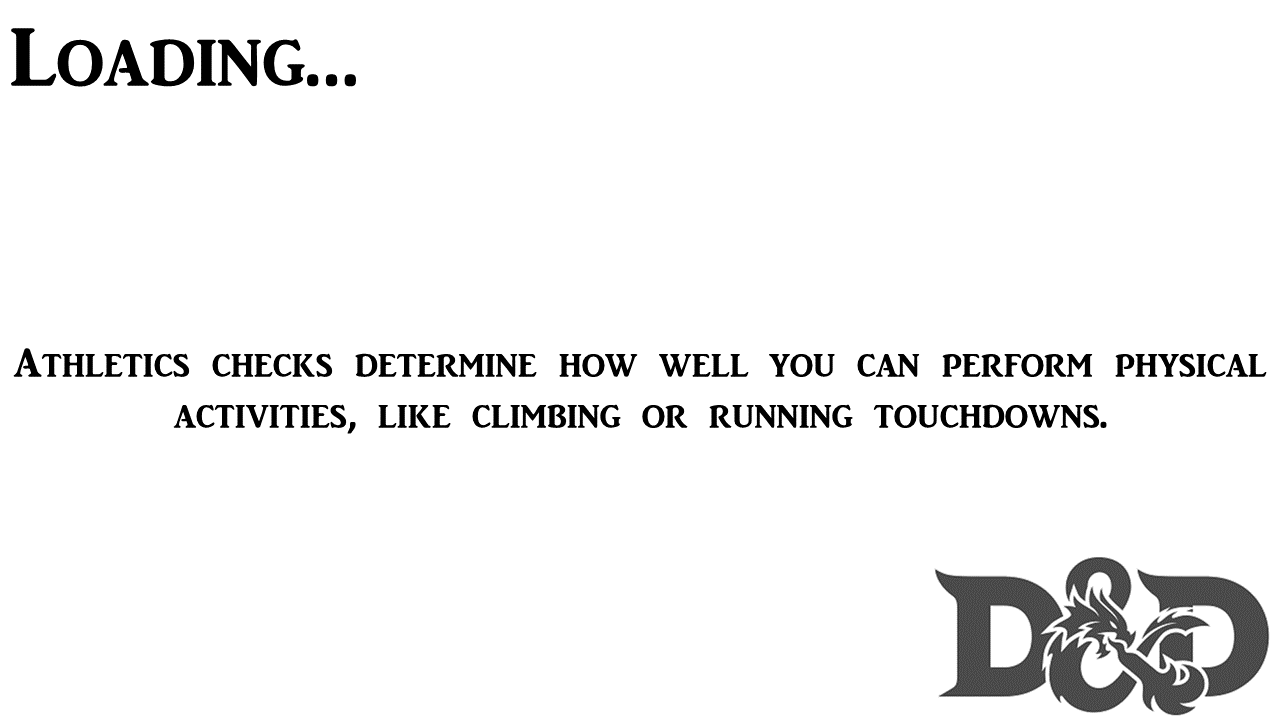 Loading...
Athletics checks determine how well you can perform physical
activities, like climbing or running touchdowns.
D&D